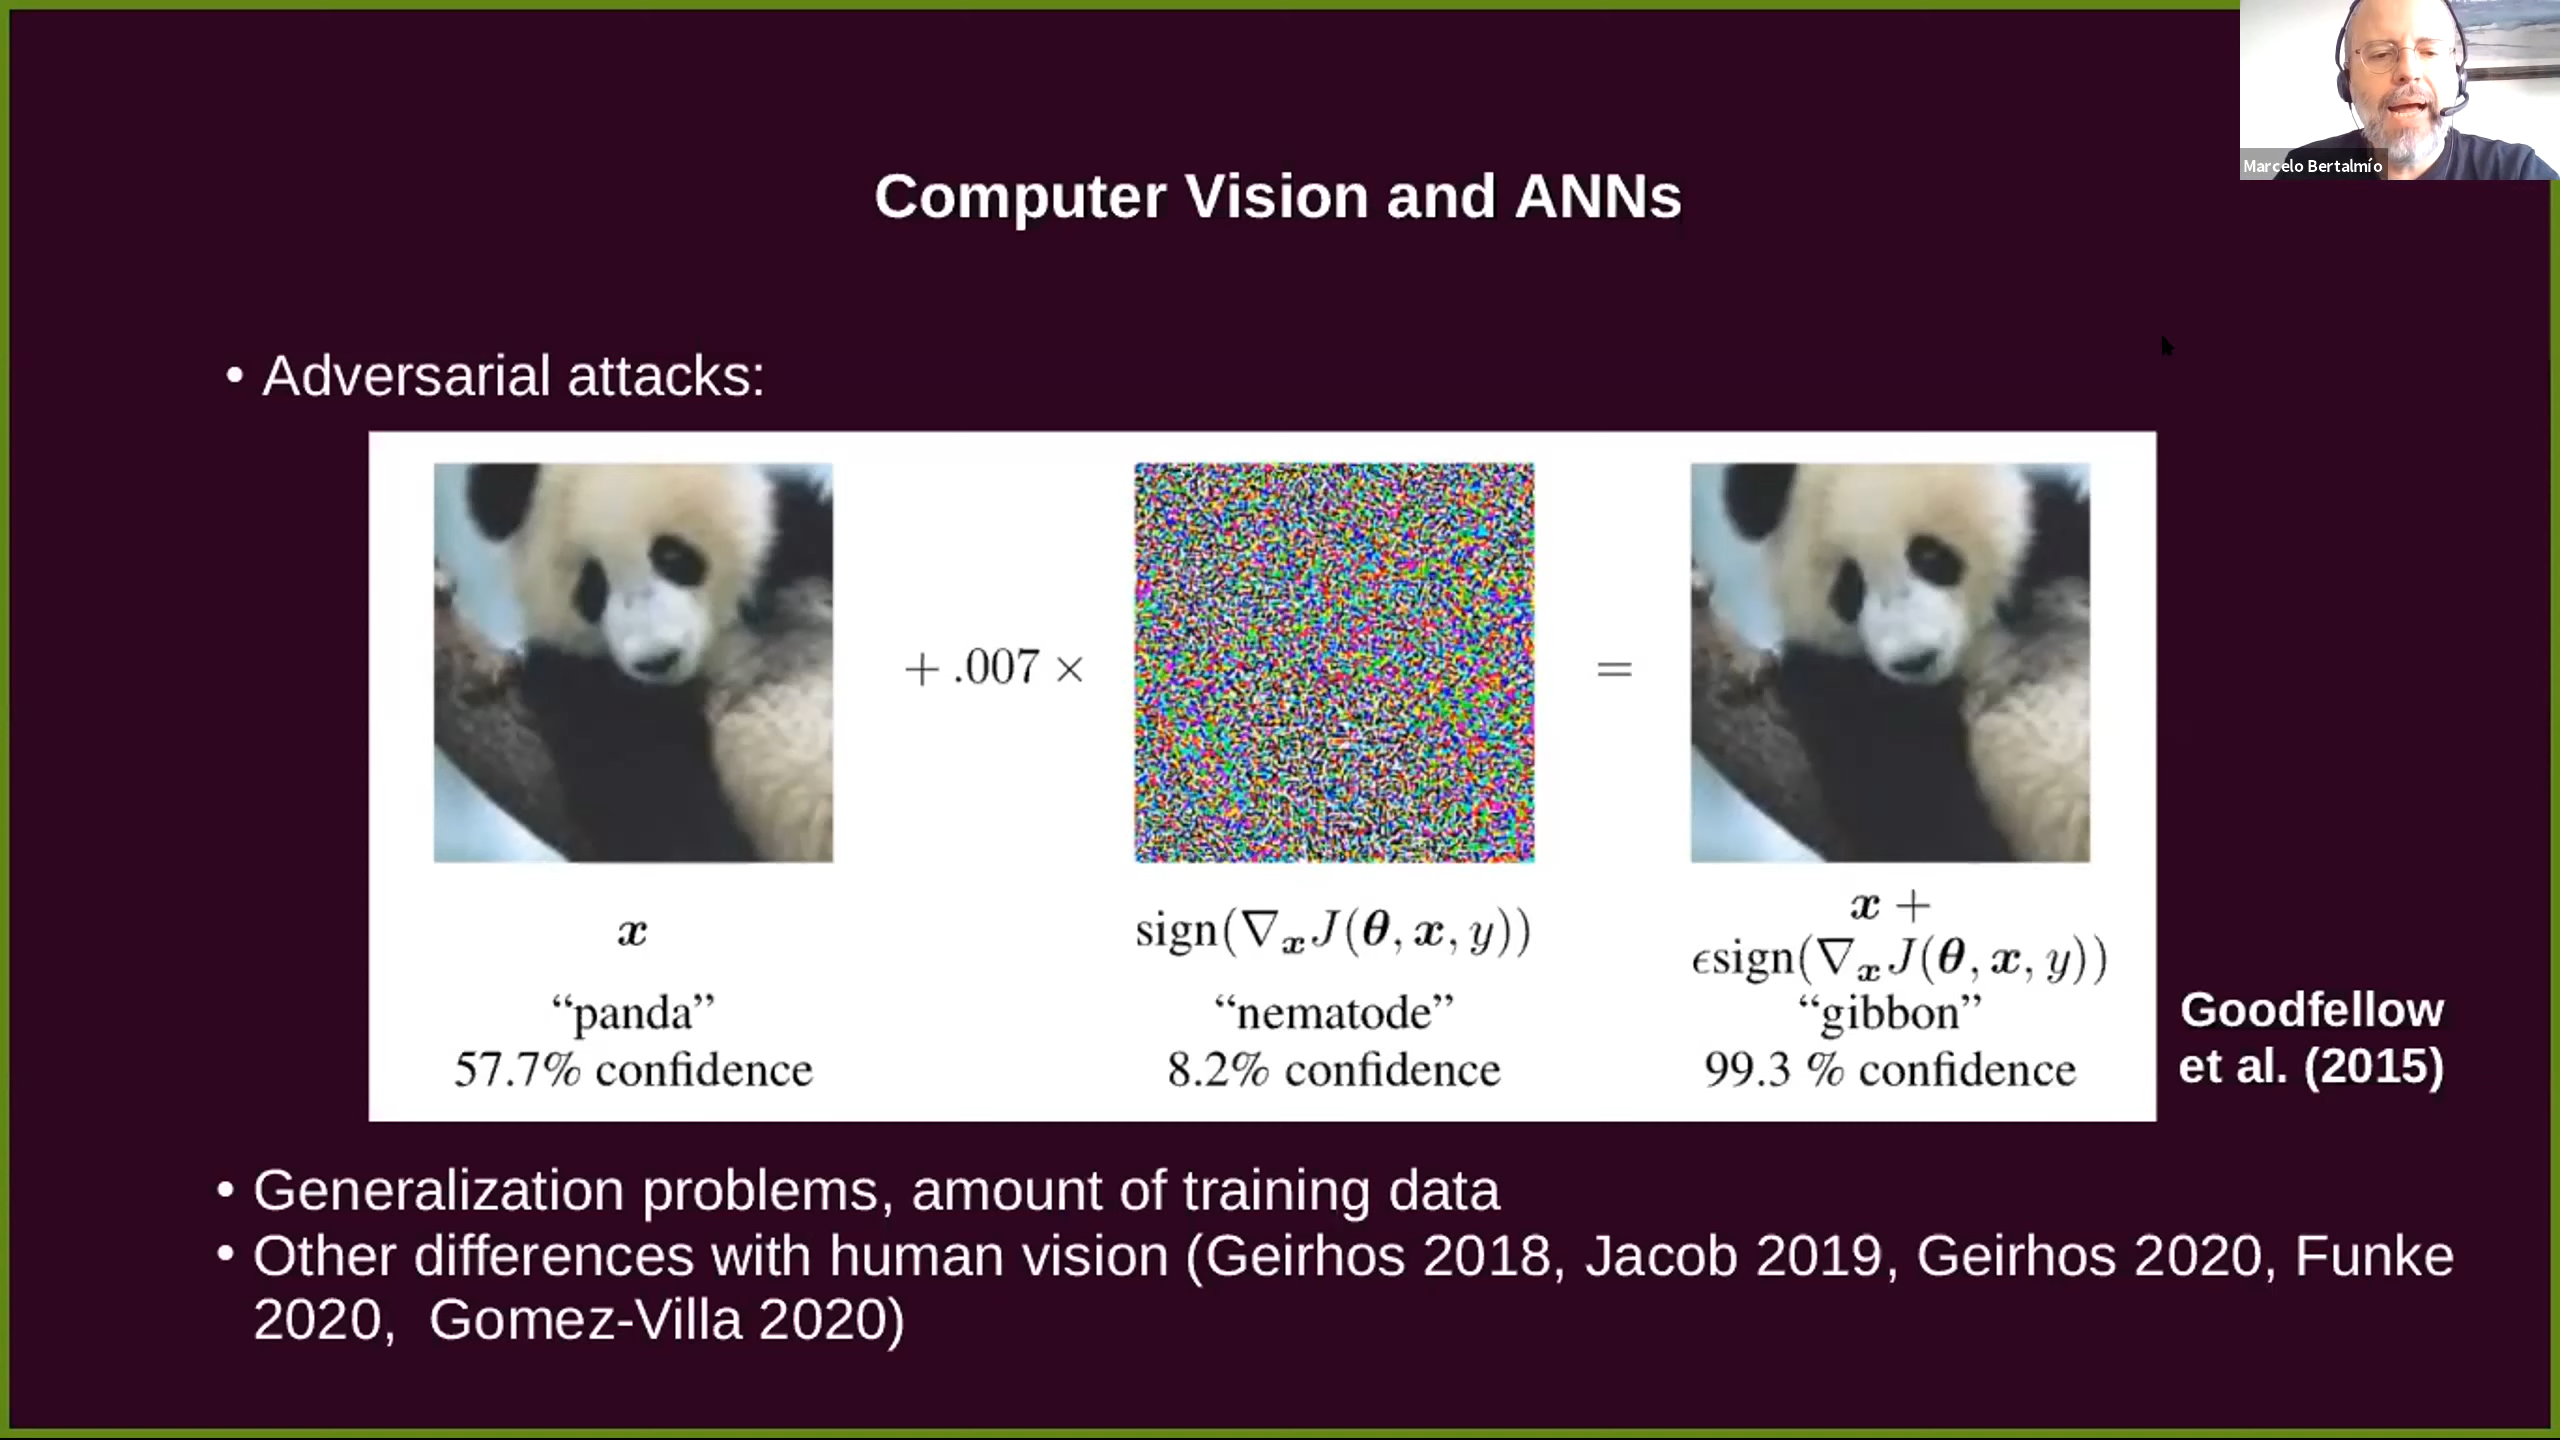 Marcelo Bertalmío
Computer Vision and ANNs
• Adversarial attacks:
+ .007 ×
=
x
sign(∇ₓJ(θ, x, y))
x +
ϵsign(∇ₓJ(θ, x, y))
“panda”
“nematode”
“gibbon”
57.7% confidence
8.2% confidence
99.3 % confidence
Goodfellow
et al. (2015)
• Generalization problems, amount of training data
• Other differences with human vision (Geirhos 2018, Jacob 2019, Geirhos 2020, Funke
2020, Gomez-Villa 2020)